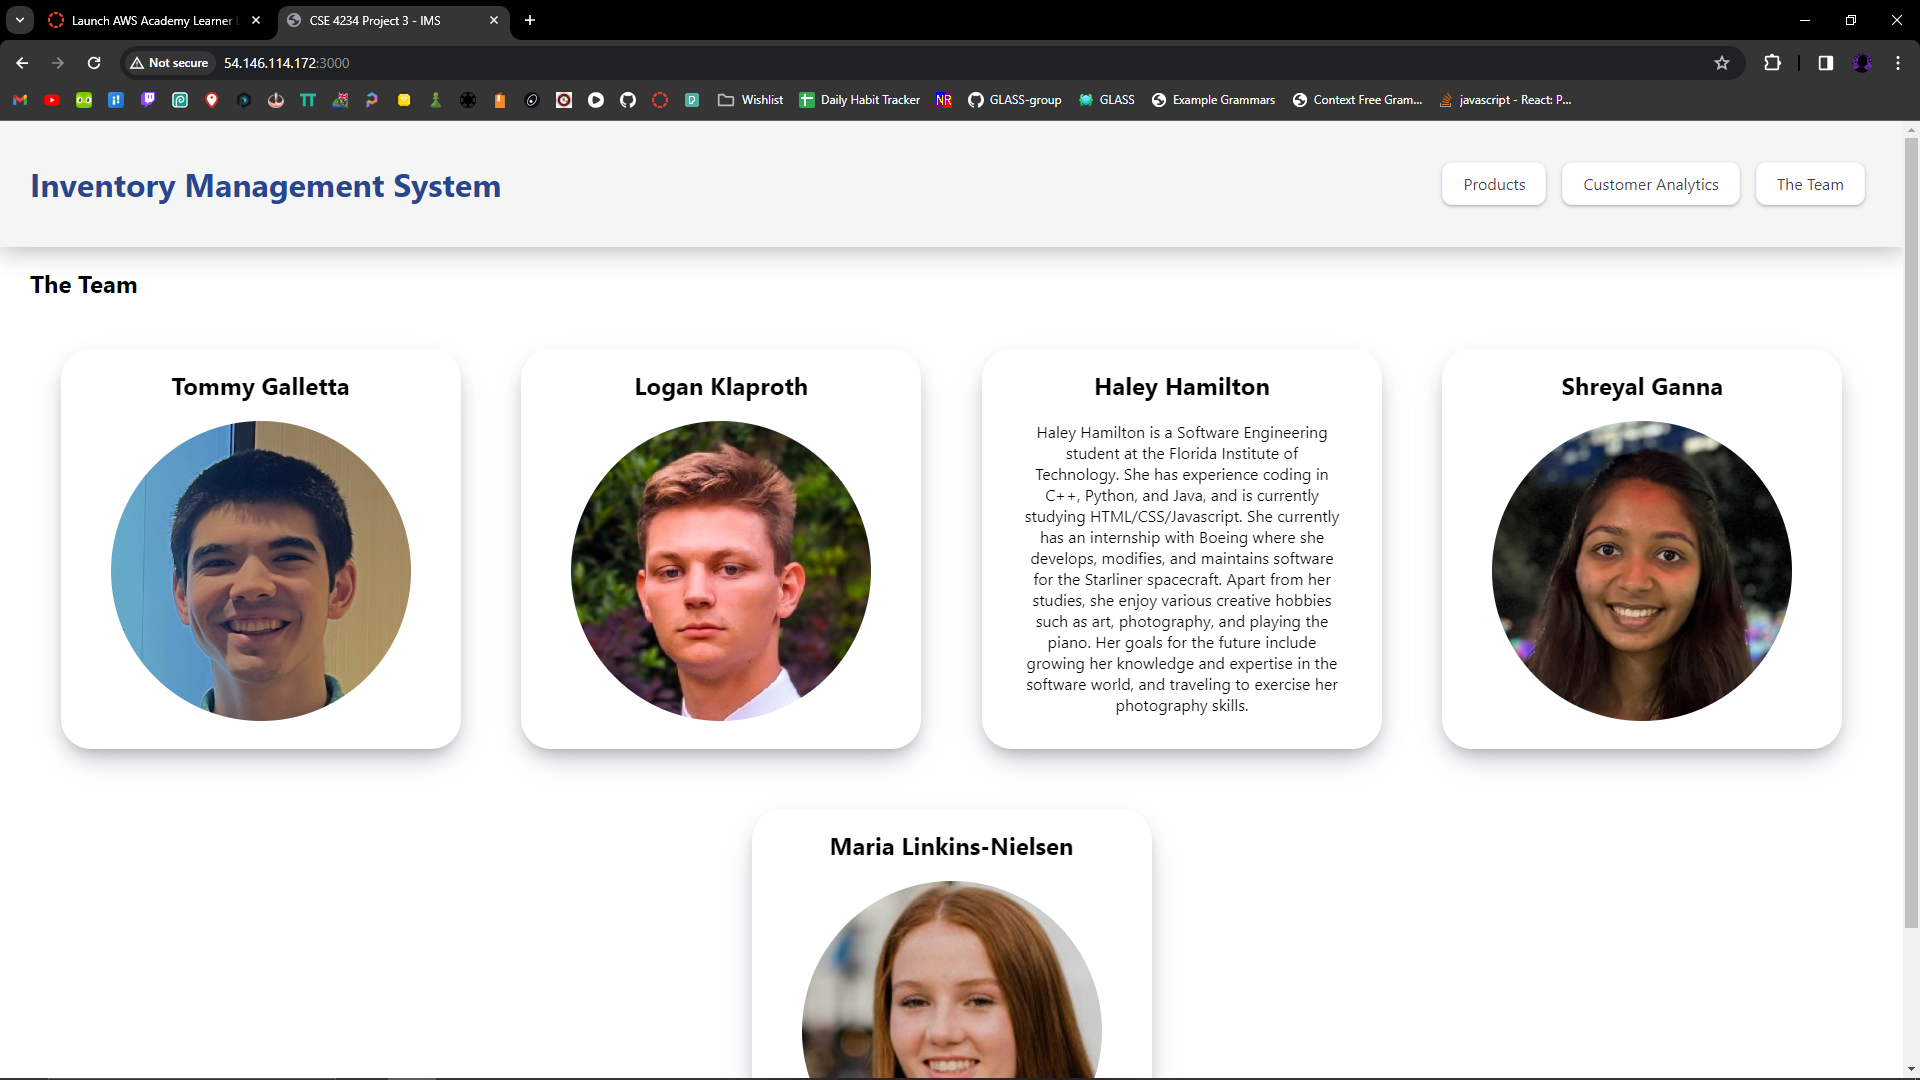 Launch AWS Academy Learner
CSE 4234 Project 3 - IMS
Not secure
54.146.114.172:3000
TT
Wishlist
Daily Habit Tracker
NR
GLASS-group
GLASS
Example Grammars
Context Free Gram...
javascript - React: P...
Inventory Management System
Products
Customer Analytics
The Team
The Team
Tommy Galletta
Logan Klaproth
Haley Hamilton
Haley Hamilton is a Software Engineering
student at the Florida Institute of
Technology. She has experience coding in
C++, Python, and Java, and is currently
studying HTML/CSS/Javascript. She currently
has an internship with Boeing where she
develops, modifies, and maintains software
for the Starliner spacecraft. Apart from her
studies, she enjoy various creative hobbies
such as art, photography, and playing the
piano. Her goals for the future include
growing her knowledge and expertise in the
software world, and traveling to exercise her
photography skills.
Shreyal Ganna
Maria Linkins-Nielsen